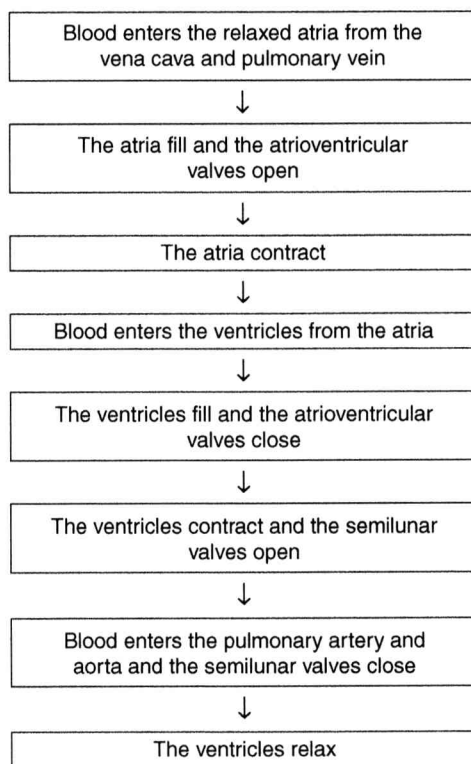 Blood enters the relaxed atria from the
vena cava and pulmonary vein
The atria fill and the atrioventricular
valves open
The atria contract
Blood enters the ventricles from the atria
The ventricles fill and the atrioventricular
valves close
The ventricles contract and the semilunar
valves open
Blood enters the pulmonary artery and
aorta and the semilunar valves close
The ventricles relax